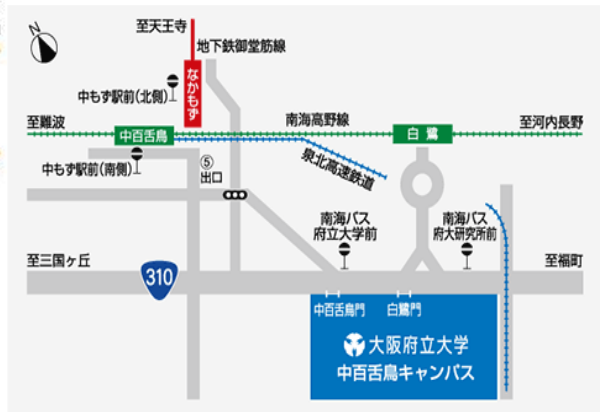 至天王寺
地下鉄御堂筋線
なかもず
中もず駅前(北側)
至難波
中百舌鳥
南海高野線
白鷺
至河内長野
中もず駅前(南側)
⑤
出口
泉北高速鉄道
南海バス
府立大学前
南海バス
府大研究所前
至三国ヶ丘
310
至福町
中百舌鳥門
白鷺門
大阪府立大学
中百舌鳥キャンパス
N